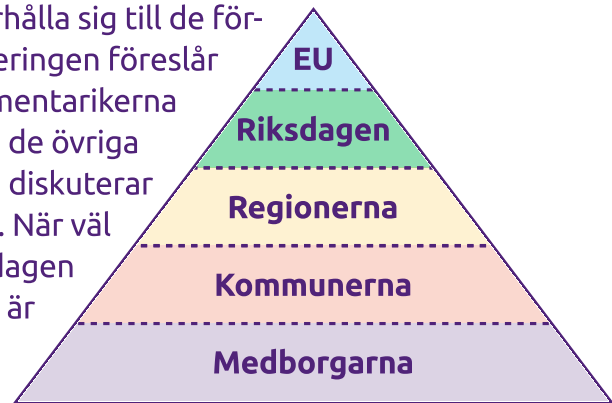 rhålla sig till de för-
eringen föreslår
mentarikerna
de övriga
diskuterar
. När väl
dagen
är
EU
Riksdagen
Regionerna
Kommunerna
Medborgarna